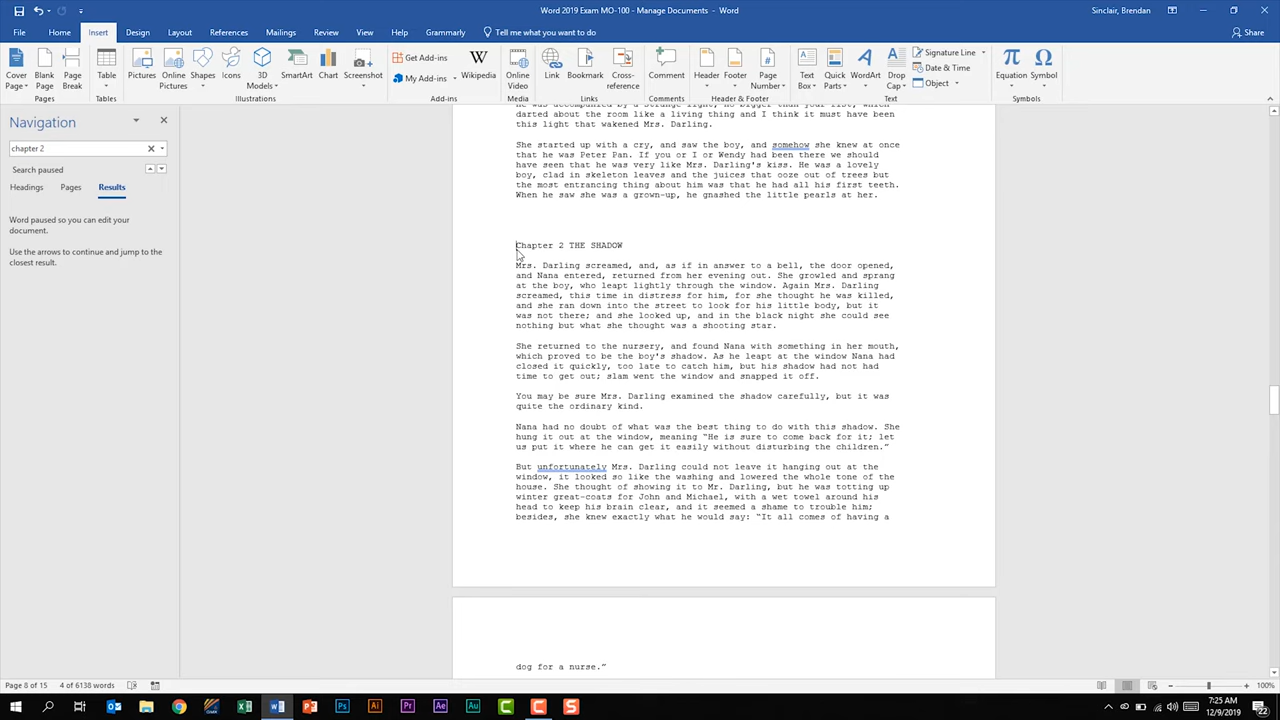 Word 2019 Exam MO-100 - Manage Documents - Word
Sinclair, Brendan
File Home Insert Design Layout References Mailings Review View Help Grammarly Tell me what you want to do Share
Cover Page
Blank Page
Page Break
Table
Pictures
Online Pictures
Shapes
Icons
3D Models
SmartArt
Chart
Screenshot
Get Add-ins
My Add-ins
Wikipedia
Online Video
Link
Bookmark
Cross-reference
Comment
Header
Footer
Page Number
Text Box
Quick Parts
WordArt
Drop Cap
Signature Line
Date & Time
Object
Equation
Symbol
Pages Tables Illustrations Add-ins Media Links Comments Header & Footer Text Symbols
Navigation
chapter 2
Search paused
Headings Pages Results
Word paused so you can edit your
document.
Use the arrows to continue and jump to the
closest result.
darted about the room like a living thing and I think it must have been
this light that wakened Mrs. Darling.
She started up with a cry, and saw the boy, and somehow she knew at once
that he was Peter Pan. If you or I or Wendy had been there we should
have seen that he was very like Mrs. Darling's kiss. He was a lovely
boy, clad in skeleton leaves and the juices that ooze out of trees but
the most entrancing thing about him was that he had all his first teeth.
When he saw she was a grown-up, he gnashed the little pearls at her.
Chapter 2 THE SHADOW
Mrs. Darling screamed, and, as if in answer to a bell, the door opened,
and Nana entered, returned from her evening out. She growled and sprang
at the boy, who leapt lightly through the window. Again Mrs. Darling
screamed, this time in distress for him, for she thought he was killed,
and she ran down into the street to look for his little body, but it
was not there; and she looked up, and in the black night she could see
nothing but what she thought was a shooting star.
She returned to the nursery, and found Nana with something in her mouth,
which proved to be the boy's shadow. As he leapt at the window Nana had
closed it quickly, too late to catch him, but his shadow had not had
time to get out; slam went the window and snapped it off.
You may be sure Mrs. Darling examined the shadow carefully, but it was
quite the ordinary kind.
Nana had no doubt of what was the best thing to do with this shadow. She
hung it out at the window, meaning “He is sure to come back for it; let
us put it where he can get it easily without disturbing the children.”
But unfortunately Mrs. Darling could not leave it hanging out at the
window, it looked so like the washing and lowered the whole tone of the
house. She thought of showing it to Mr. Darling, but he was totting up
winter great-coats for John and Michael, with a wet towel around his
head to keep his brain clear, and it seemed a shame to trouble him;
besides, she knew exactly what he would say: “It all comes of having a
dog for a nurse.”
Page 8 of 15 4 of 6138 words
100%
7:25 AM
12/9/2019